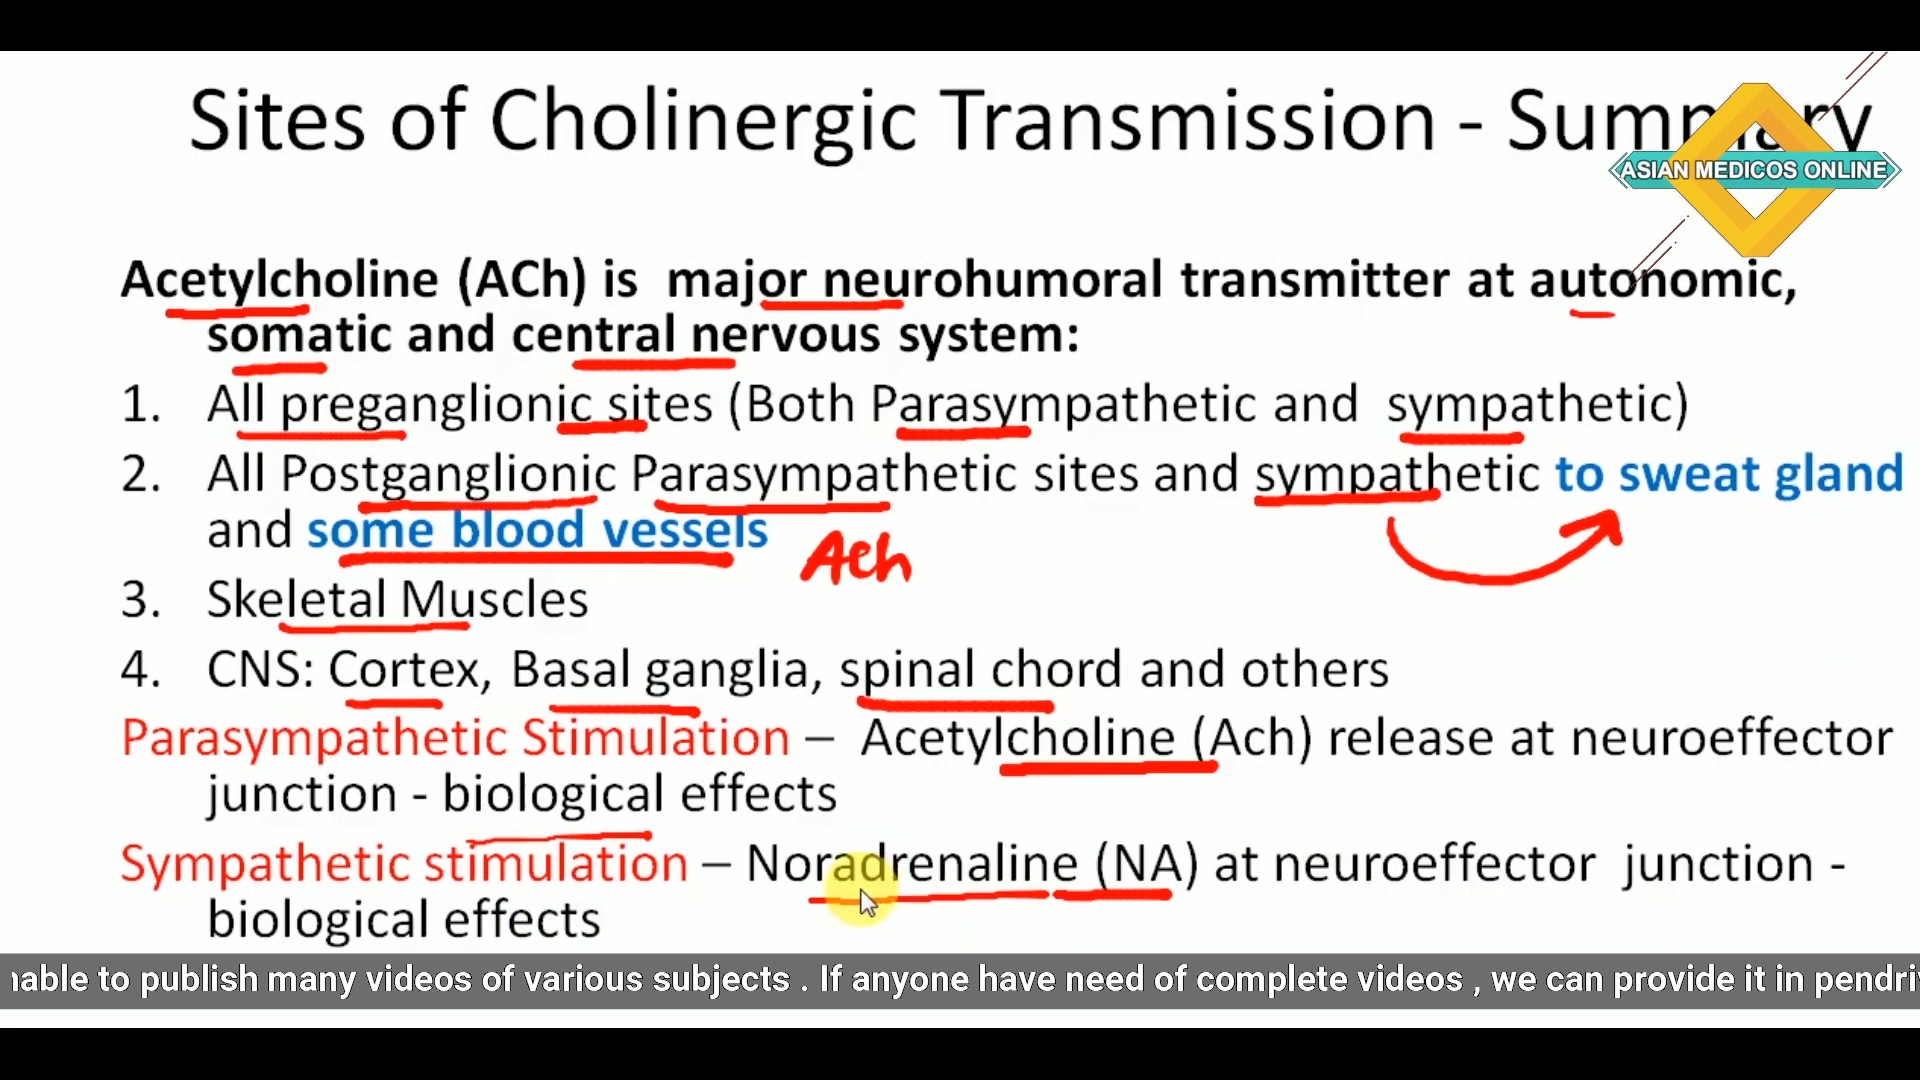 Sites of Cholinergic Transmission - Summary
ASIAN MEDICOS ONLINE
Acetylcholine (ACh) is major neurohumoral transmitter at autonomic,
somatic and central nervous system:
1. All preganglionic sites (Both Parasympathetic and sympathetic)
2. All Postganglionic Parasympathetic sites and sympathetic to sweat gland
and some blood vessels
Ach
3. Skeletal Muscles
4. CNS: Cortex, Basal ganglia, spinal chord and others
Parasympathetic Stimulation – Acetylcholine (Ach) release at neuroeffector
junction - biological effects
Sympathetic stimulation – Noradrenaline (NA) at neuroeffector junction -
biological effects
to publish many videos of various subjects . If anyone have need of complete videos , we can provide it in